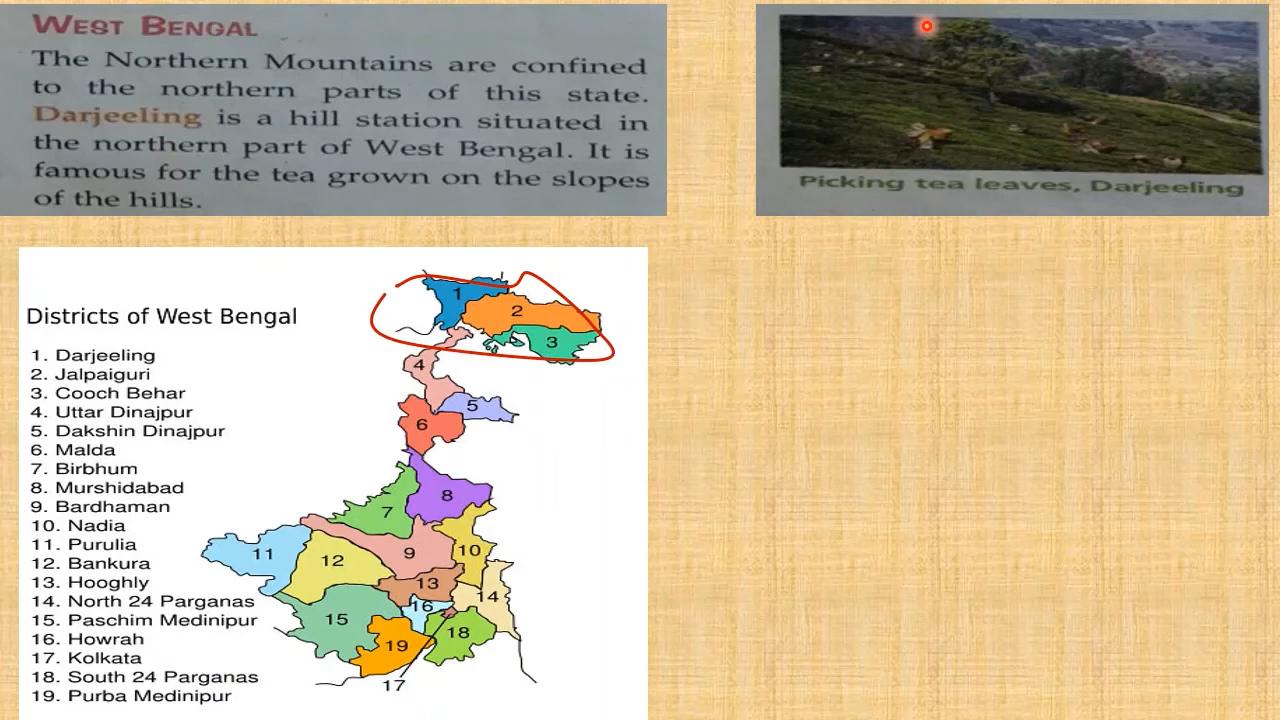 WEST BENGAL
The Northern Mountains are confined
to the northern parts of this state.
Darjeeling is a hill station situated in
the northern part of West Bengal. It is
famous for the tea grown on the slopes
of the hills.
Picking tea leaves, Darjeeling
Districts of West Bengal
1. Darjeeling
2. Jalpaiguri
3. Cooch Behar
4. Uttar Dinajpur
5. Dakshin Dinajpur
6. Malda
7. Birbhum
8. Murshidabad
9. Bardhaman
10. Nadia
11. Purulia
12. Bankura
13. Hooghly
14. North 24 Parganas
15. Paschim Medinipur
16. Howrah
17. Kolkata
18. South 24 Parganas
19. Purba Medinipur
1
2
3
4
5
6
8
7
9
10
11
12
13
14
16
15
18
19
17